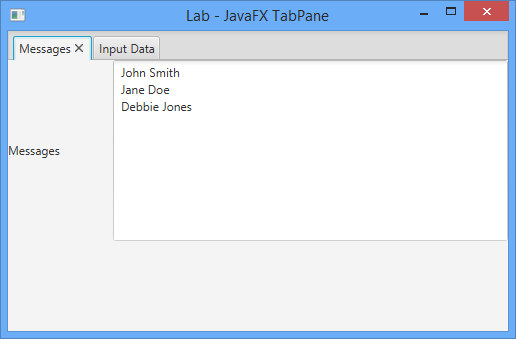 Lab - JavaFX TabPane
Messages Input Data
John Smith
Jane Doe
Debbie Jones
Messages